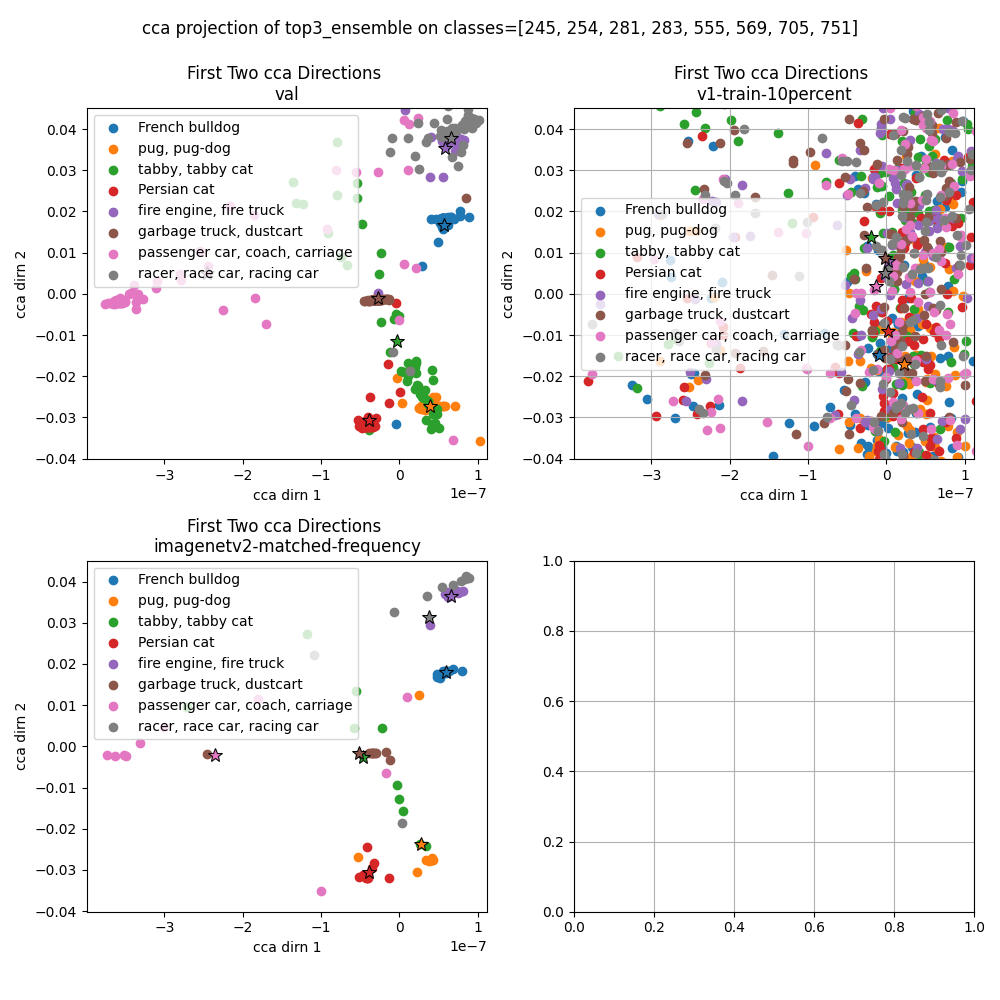 cca projection of top3_ensemble on classes=[245, 254, 281, 283, 555, 569, 705, 751]
First Two cca Directions
val
0.04
0.03
0.02
0.01
0.00
−0.01
−0.02
−0.03
−0.04
cca dirn 2
French bulldog
pug, pug-dog
tabby, tabby cat
Persian cat
fire engine, fire truck
garbage truck, dustcart
passenger car, coach, carriage
racer, race car, racing car
−3
−2
−1
0
1
1e−7
cca dirn 1
First Two cca Directions
v1-train-10percent
0.04
0.03
0.02
0.01
0.00
−0.01
−0.02
−0.03
−0.04
cca dirn 2
French bulldog
pug, pug-dog
tabby, tabby cat
Persian cat
fire engine, fire truck
garbage truck, dustcart
passenger car, coach, carriage
racer, race car, racing car
−3
−2
−1
0
1
1e−7
cca dirn 1
First Two cca Directions
imagenetv2-matched-frequency
0.04
0.03
0.02
0.01
0.00
−0.01
−0.02
−0.03
−0.04
cca dirn 2
French bulldog
pug, pug-dog
tabby, tabby cat
Persian cat
fire engine, fire truck
garbage truck, dustcart
passenger car, coach, carriage
racer, race car, racing car
−3
−2
−1
0
1
1e−7
cca dirn 1
1.0
0.8
0.6
0.4
0.2
0.0
0.0
0.2
0.4
0.6
0.8
1.0